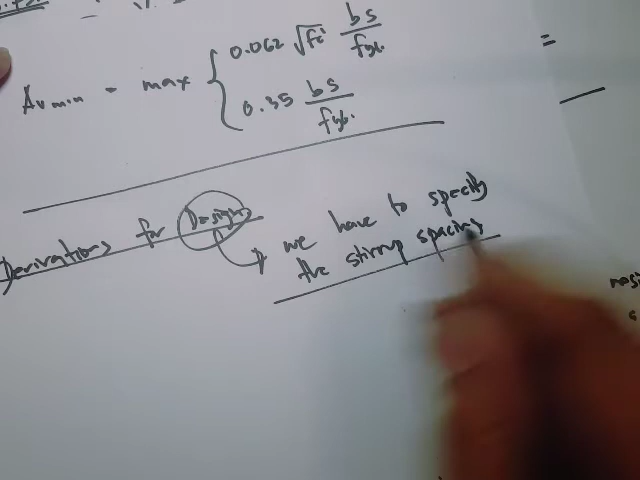 Av min = max { 0.062 √fc' bs/fyt.
0.35 bs/fyt.
=
Derivations for Design
we have to specify
the stirrup spacing